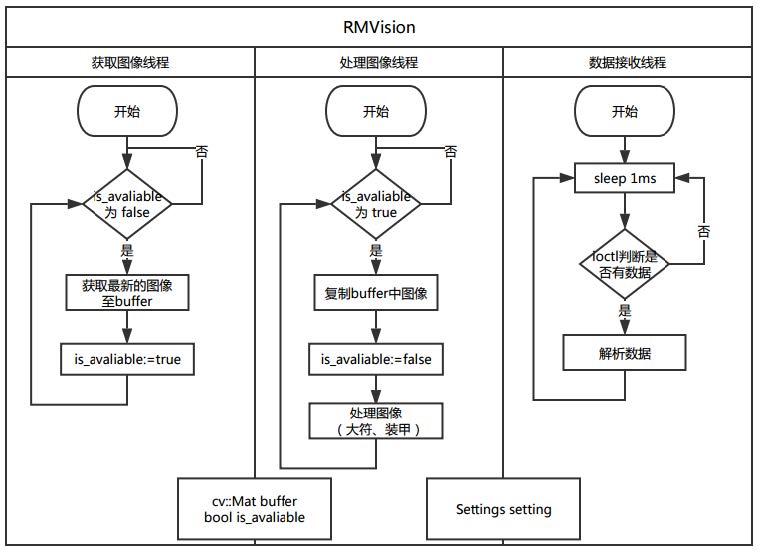 RMVision
获取图像线程
处理图像线程
数据接收线程
开始
否
is_avaliable
为 false
是
获取最新的图像
至buffer
is_avaliable:=true
开始
否
is_avaliable
为 true
是
复制buffer中图像
is_avaliable:=false
处理图像
（大符、装甲）
开始
sleep 1ms
否
ioctl判断是
否有数据
是
解析数据
cv::Mat buffer
bool is_avaliable
Settings setting